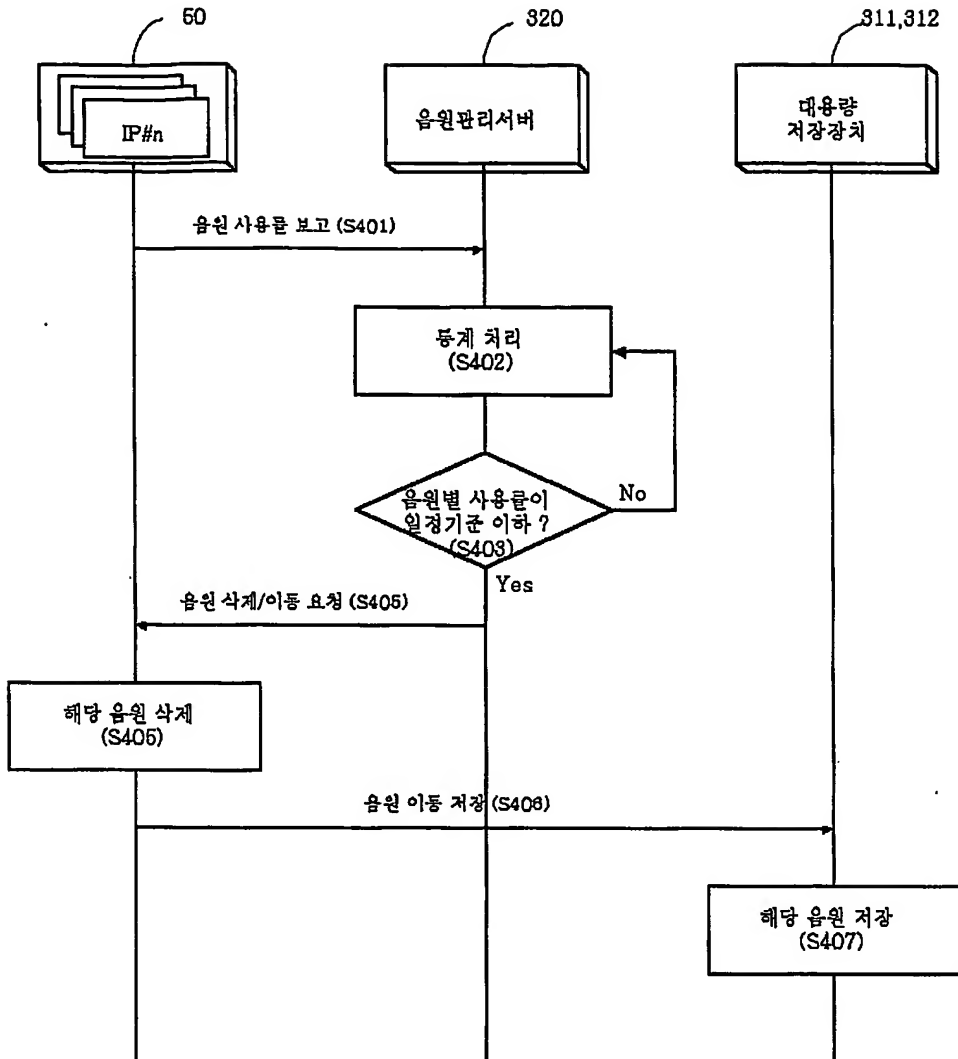 50
320
311,312
IP#n
음원관리서버
대용량
저장장치
음원 사용률 보고 (S401)
통계 처리
(S402)
음원별 사용률이
일정기준 이하 ?
(S403)
No
Yes
음원 삭제/이동 요청 (S405)
해당 음원 삭제
(S405)
음원 이동 저장 (S406)
해당 음원 저장
(S407)